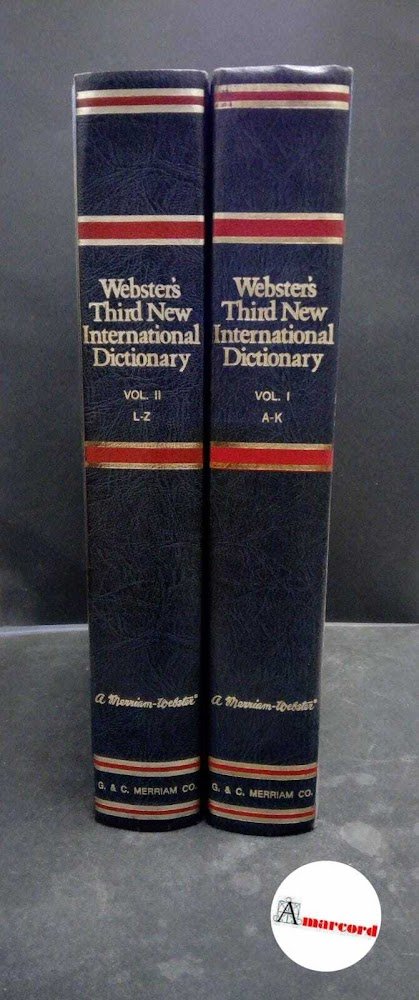 Webster's
Third New
International
Dictionary
VOL. II
L-Z
A Merriam-Webster®
G. & C. MERRIAM CO.
Webster's
Third New
International
Dictionary
VOL. I
A-K
A Merriam-Webster®
G. & C. MERRIAM CO.
Amarcord